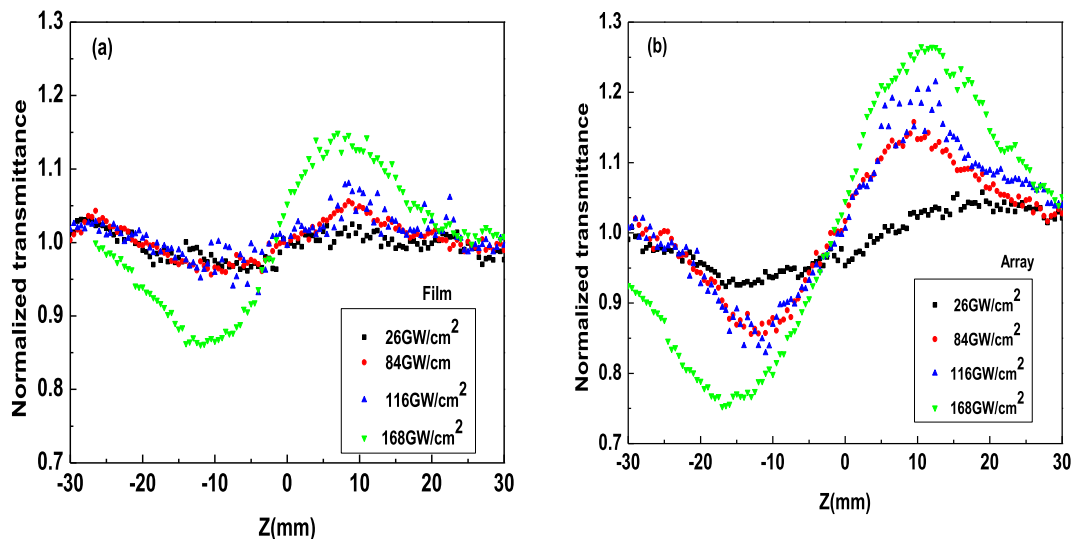 (a)
Normalized transmittance
1.3
1.2
1.1
1.0
0.9
0.8
0.7
Film
26GW/cm2
84GW/cm
116GW/cm2
168GW/cm2
-30 -20 -10 0 10 20 30
Z(mm)
(b)
Normalized transmittance
1.3
1.2
1.1
1.0
0.9
0.8
0.7
Array
26GW/cm2
84GW/cm2
116GW/cm2
168GW/cm2
-30 -20 -10 0 10 20 30
Z(mm)